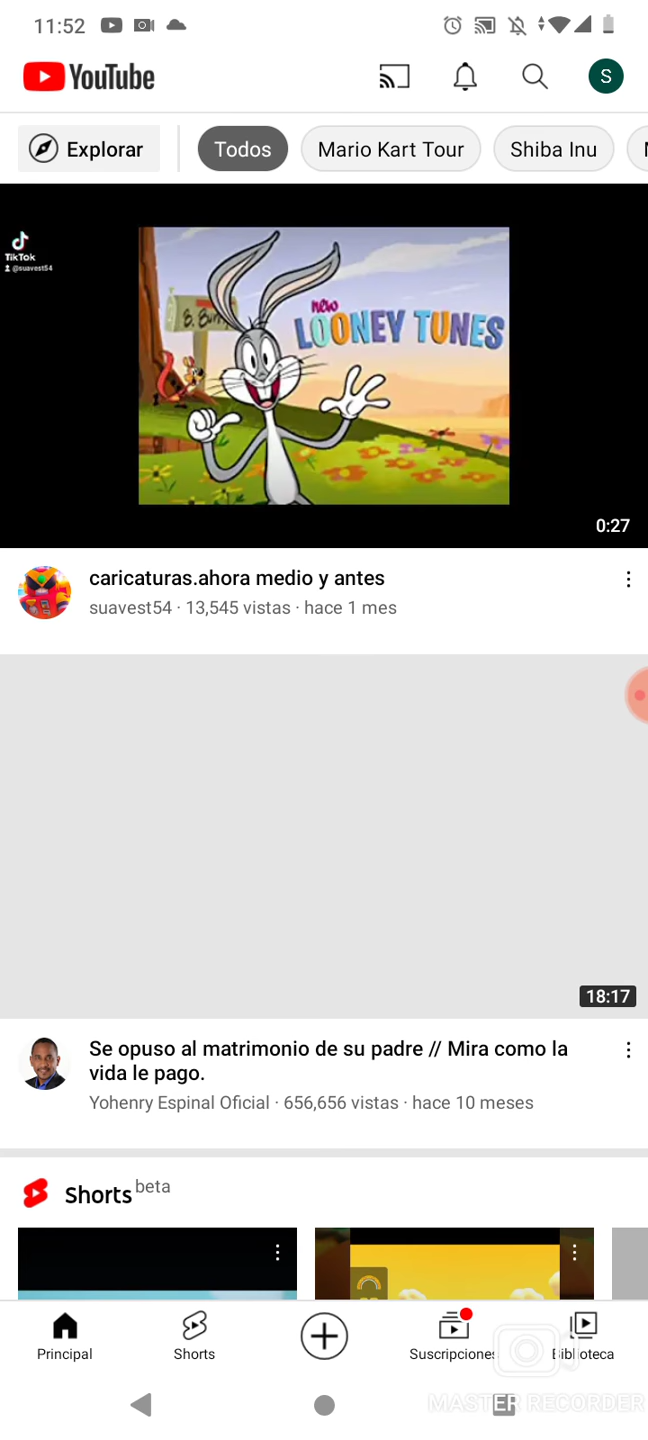 11:52
YouTube
S
Explorar
Todos
Mario Kart Tour
Shiba Inu
TikTok
@suavest54
B. Bunny
new
LOONEY TUNES
0:27
caricaturas.ahora medio y antes
suavest54 · 13,545 vistas · hace 1 mes
18:17
Se opuso al matrimonio de su padre // Mira como la
vida le pago.
Yohenry Espinal Oficial · 656,656 vistas · hace 10 meses
Shorts beta
Principal
Shorts
Suscripciones
Biblioteca
MASTER RECORDER